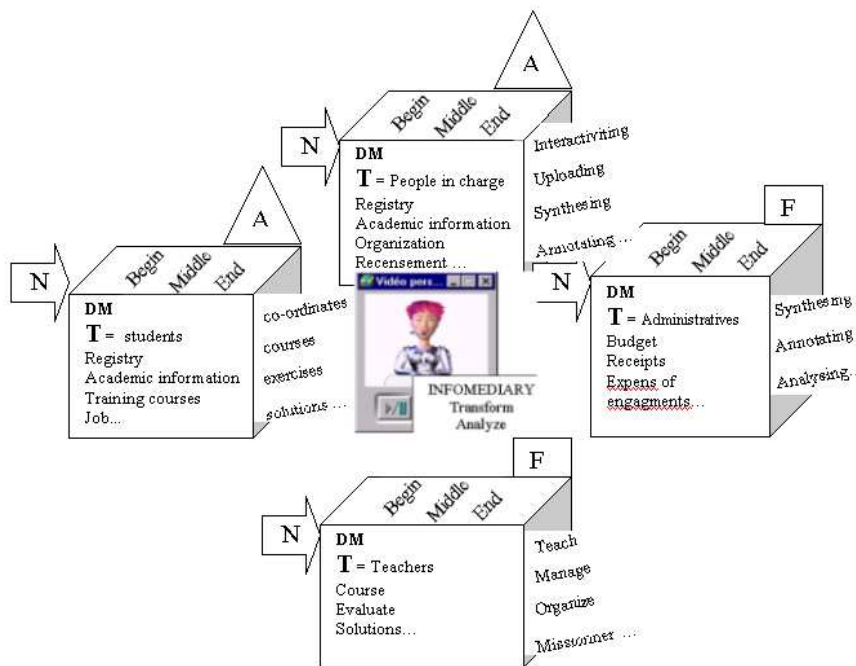 A
N
Begin
Middle
End
DM
T = People in charge
Registry
Academic information
Organization
Recensement ...
Interactiviting
Uploading
Synthesing
Annotating ...
A
N
Begin
Middle
End
DM
T = students
Registry
Academic information
Training courses
Job...
co-ordinates
courses
exercises
solutions ...
Vidéo pers...
INFOMEDIARY
Transform
Analyze
F
N
Begin
Middle
End
DM
T = Administratives
Budget
Receipts
Expens of
engagments...
Synthesing
Annotating
Analysing...
F
N
Begin
Middle
End
DM
T = Teachers
Course
Evaluate
Solutions...
Teach
Manage
Organize
Missionner ...